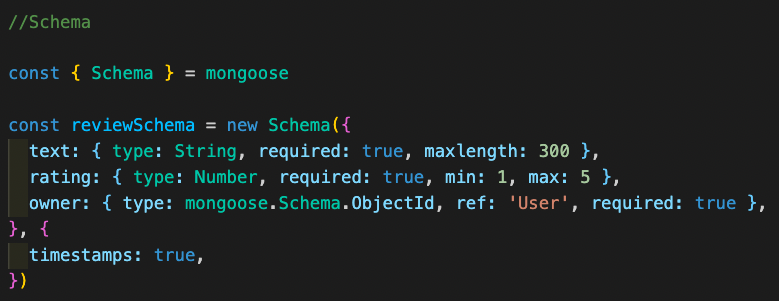 //Schema
const { Schema } = mongoose
const reviewSchema = new Schema({
text: { type: String, required: true, maxlength: 300 },
rating: { type: Number, required: true, min: 1, max: 5 },
owner: { type: mongoose.Schema.ObjectId, ref: 'User', required: true },
}, {
timestamps: true,
})